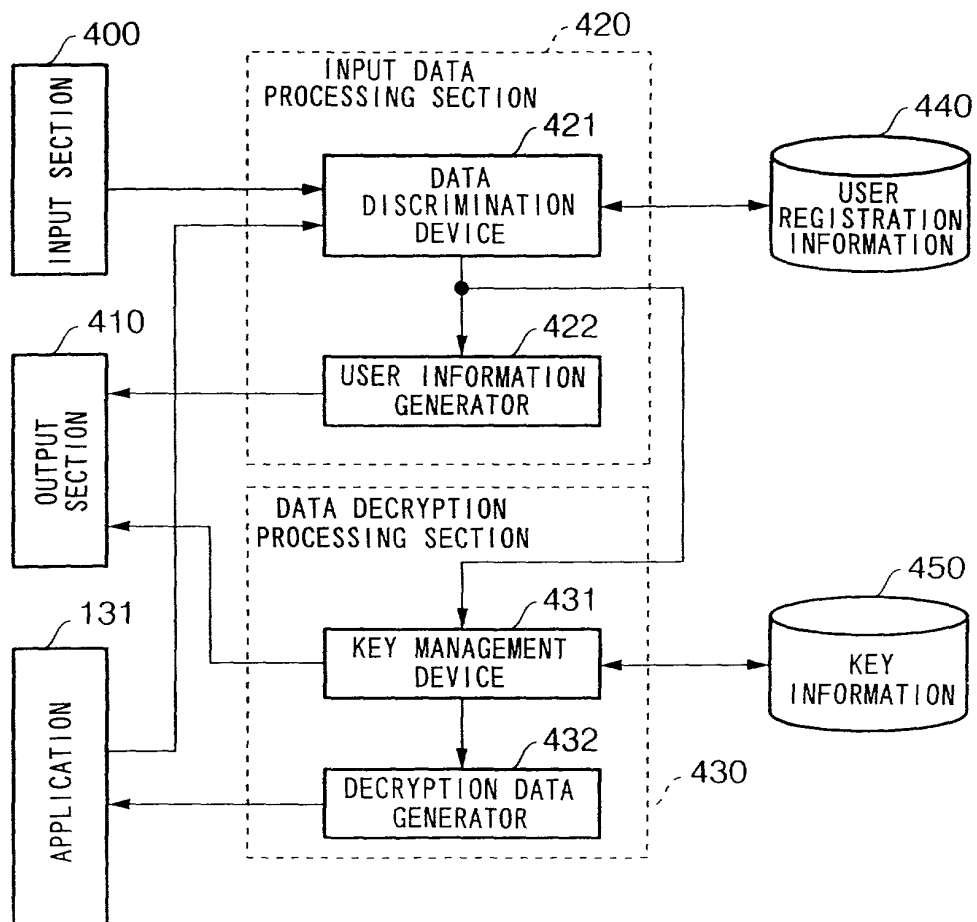 400
INPUT SECTION
420
INPUT DATA
PROCESSING SECTION
421
DATA
DISCRIMINATION
DEVICE
440
USER
REGISTRATION
INFORMATION
410
OUTPUT
SECTION
422
USER INFORMATION
GENERATOR
DATA DECRYPTION
PROCESSING SECTION
431
KEY MANAGEMENT
DEVICE
450
KEY
INFORMATION
131
APPLICATION
432
DECRYPTION DATA
GENERATOR
430